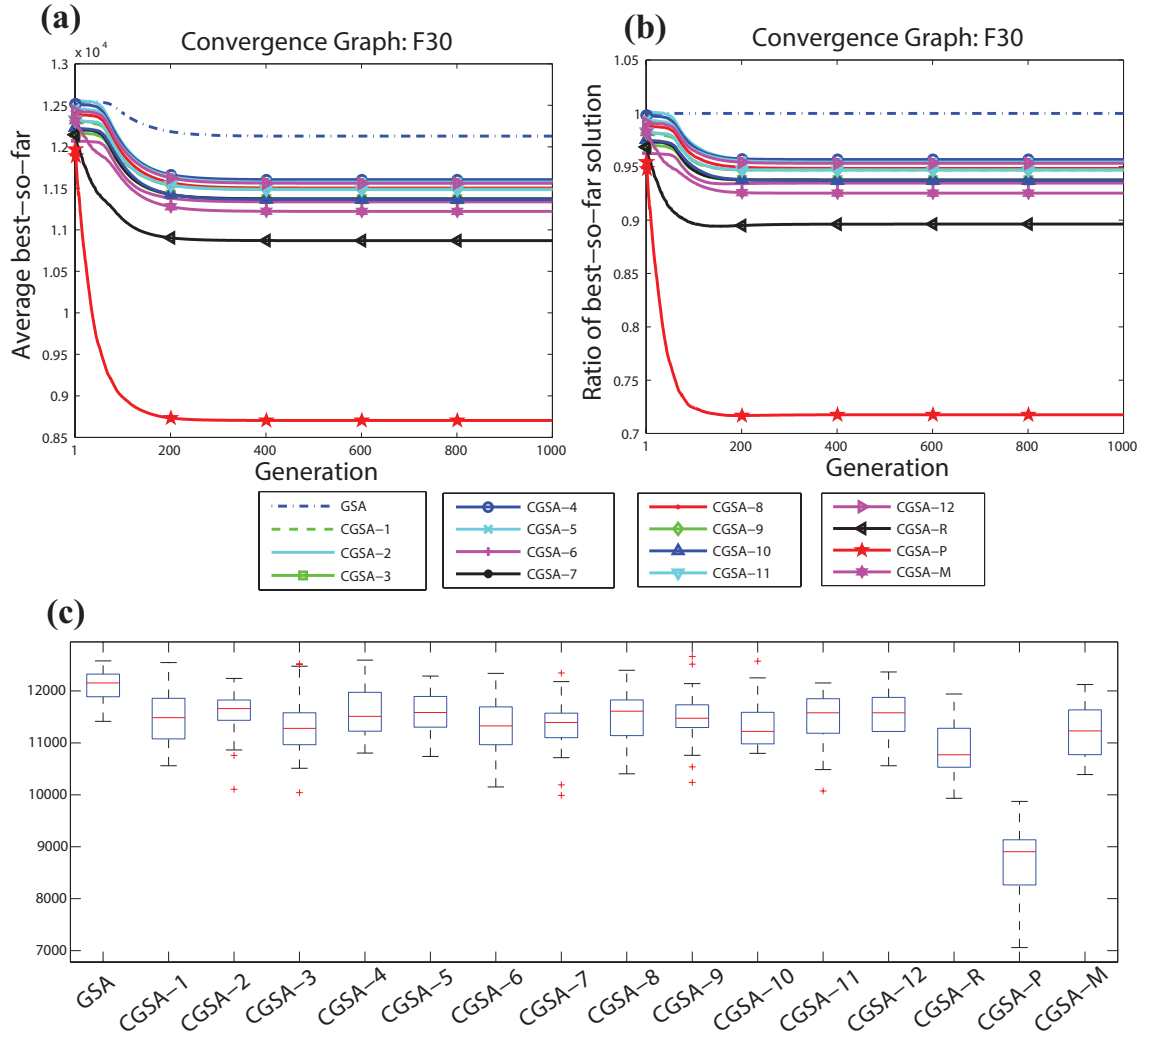 (a)
Convergence Graph: F30
x 10^4
1.3
1.25
1.2
1.15
1.1
1.05
1
0.95
0.9
0.85
1
200
400
600
800
1000
Average best−so−far
Generation
(b)
Convergence Graph: F30
1.05
1
0.95
0.9
0.85
0.8
0.75
0.7
1
200
400
600
800
1000
Ratio of best−so−far solution
Generation
GSA
CGSA−1
CGSA−2
CGSA−3
CGSA−4
CGSA−5
CGSA−6
CGSA−7
CGSA−8
CGSA−9
CGSA−10
CGSA−11
CGSA−12
CGSA−R
CGSA−P
CGSA−M
(c)
12000
11000
10000
9000
8000
7000
GSA
CGSA−1
CGSA−2
CGSA−3
CGSA−4
CGSA−5
CGSA−6
CGSA−7
CGSA−8
CGSA−9
CGSA−10
CGSA−11
CGSA−12
CGSA−R
CGSA−P
CGSA−M